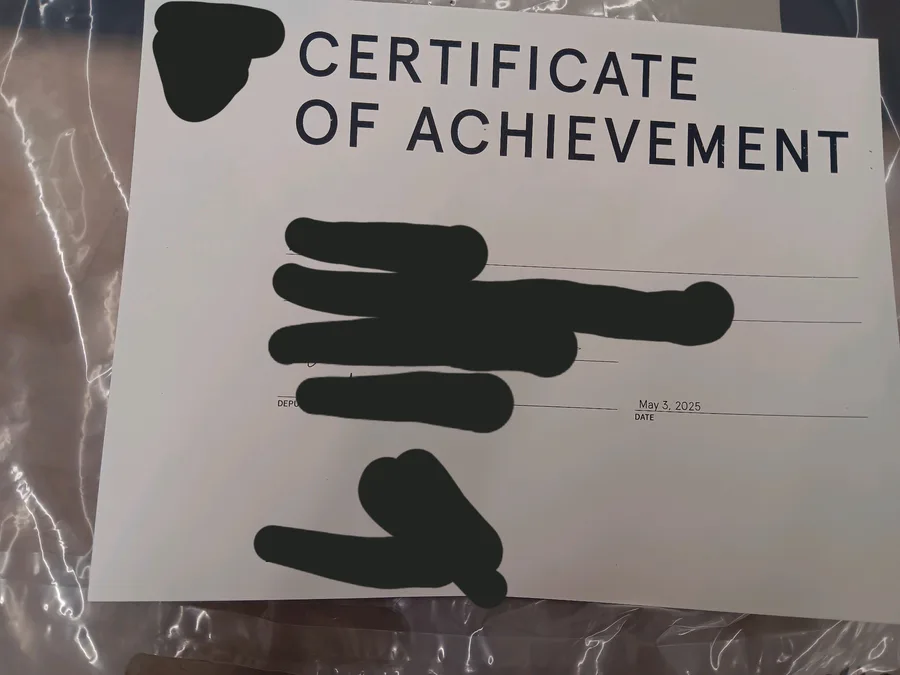 CERTIFICATE
OF ACHIEVEMENT
May 3, 2025
DATE